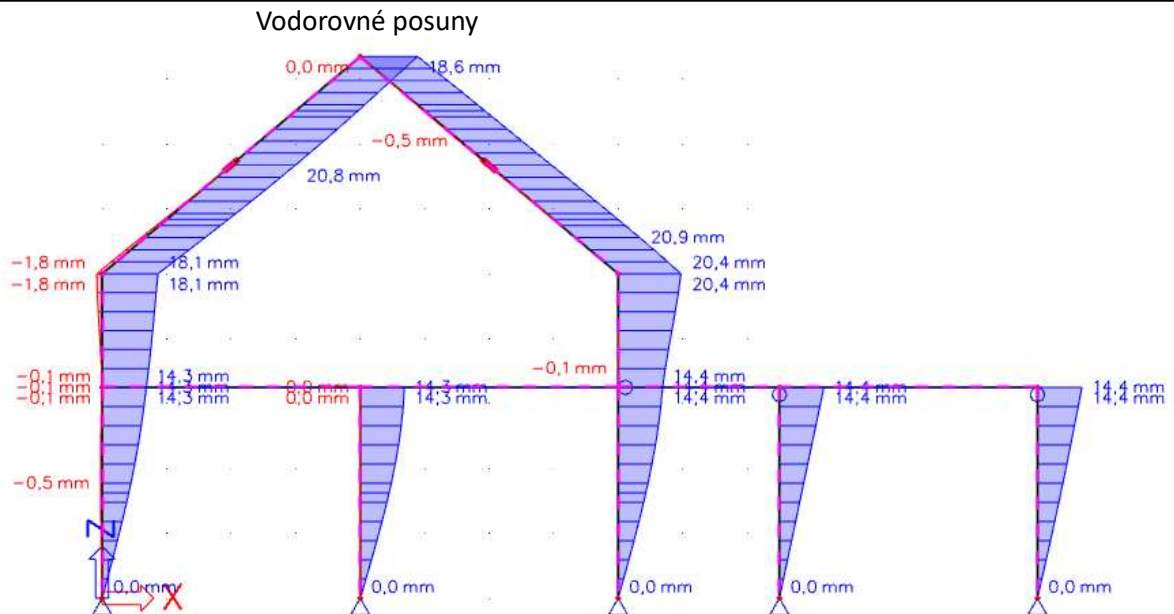 Vodorovné posuny
0,0 mm 18,6 mm
-0,5 mm
20,8 mm
20,9 mm
-1,8 mm 18,1 mm 20,4 mm
-1,8 mm 18,1 mm 20,4 mm
-0,1 mm
-0,1 mm 14,3 mm 14,4 mm
-0,1 mm 0,0 mm 14,3 mm 14,4 mm 14,4 mm
-0,1 mm 14,3 mm 0,0 mm 14,3 mm 14,4 mm 14,4 mm 14,4 mm
-0,5 mm
Z
0,0 mm 0,0 mm 0,0 mm 0,0 mm 0,0 mm
X